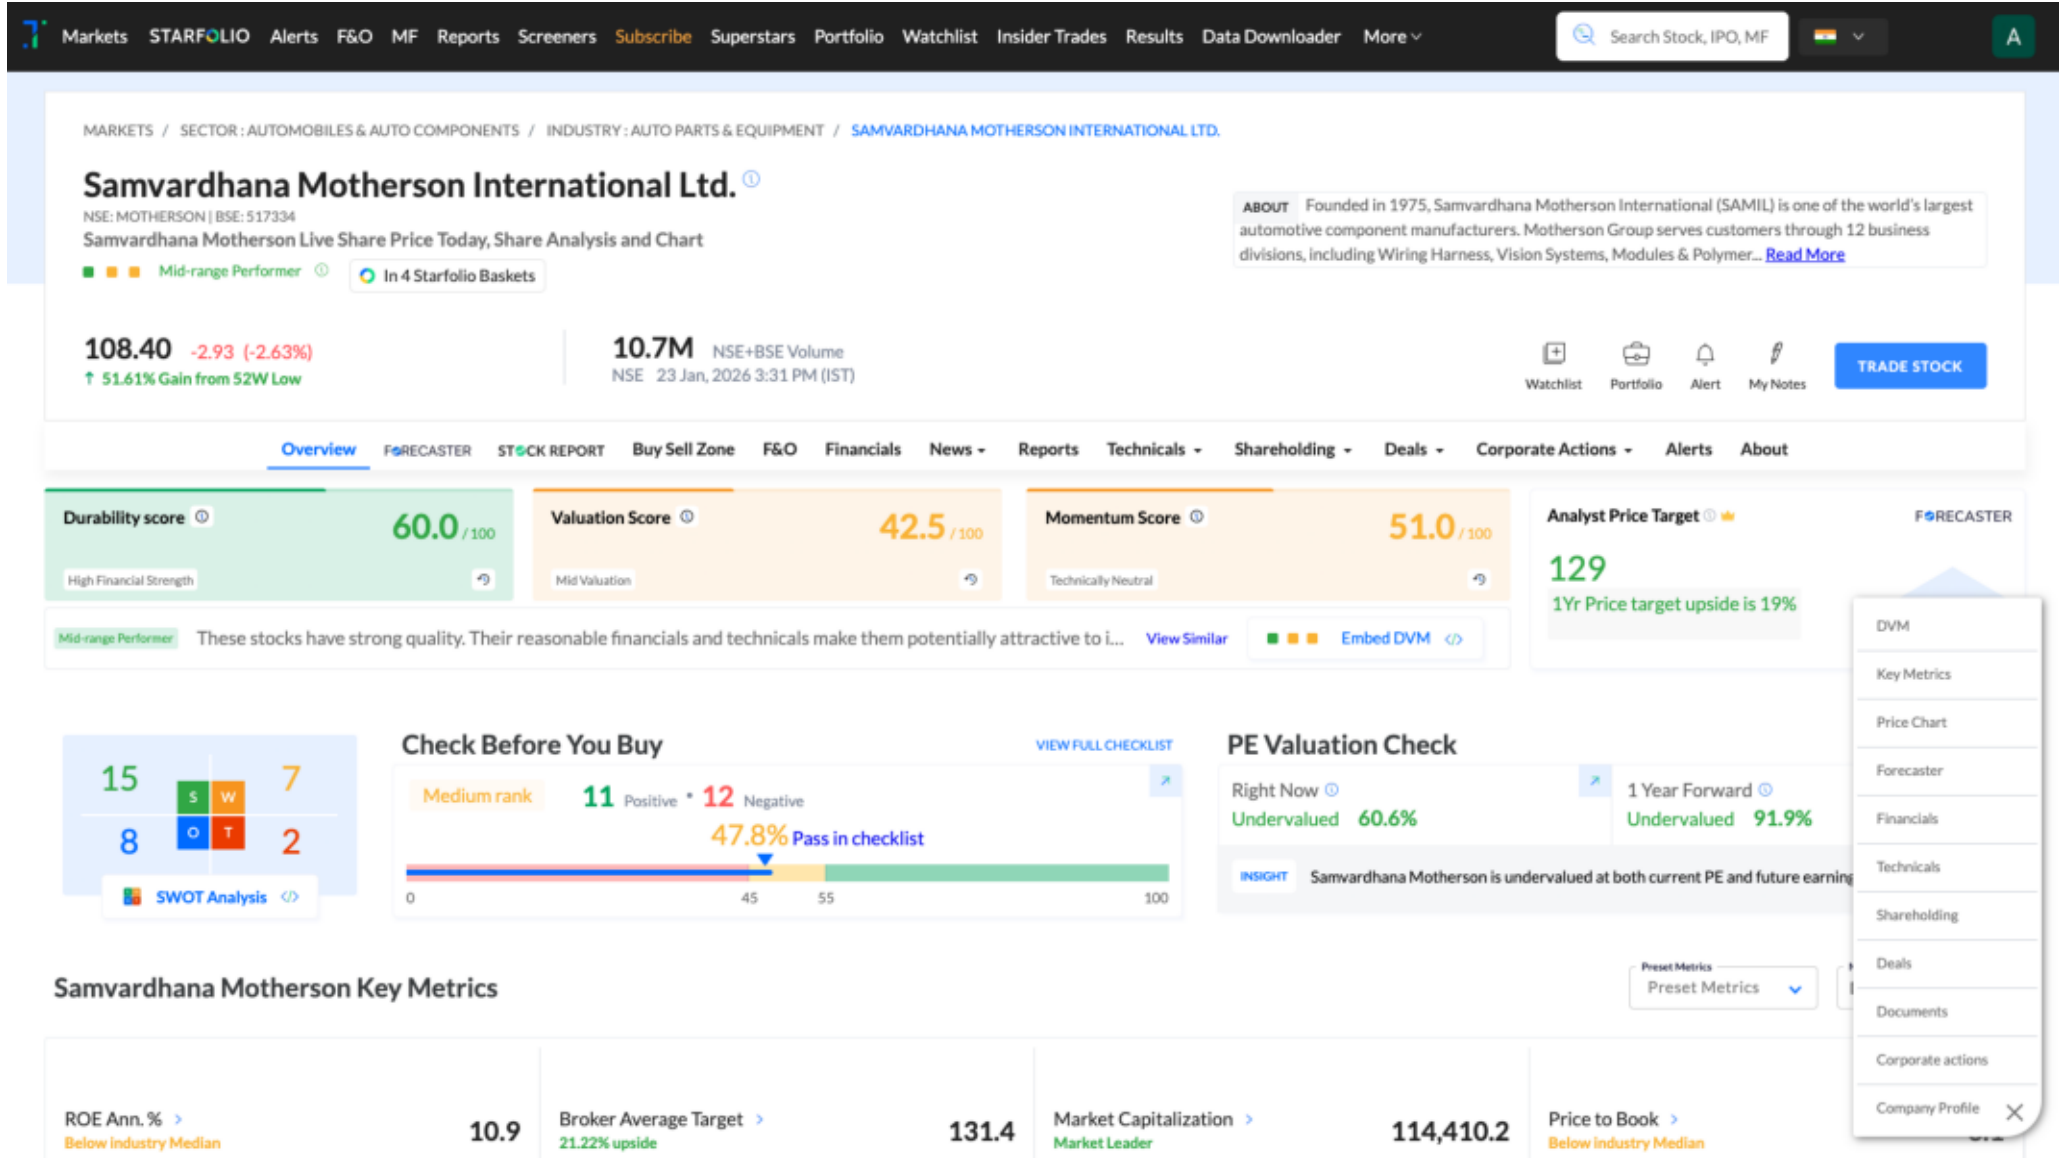 Markets STARFOLIO Alerts F&O MF Reports Screeners Subscribe Superstars Portfolio Watchlist Insider Trades Results Data Downloader More Search Stock, IPO, MF A
MARKETS / SECTOR : AUTOMOBILES & AUTO COMPONENTS / INDUSTRY : AUTO PARTS & EQUIPMENT / SAMVARDHANA MOTHERSON INTERNATIONAL LTD.
Samvardhana Motherson International Ltd.
NSE: MOTHERSON | BSE: 517334
Samvardhana Motherson Live Share Price Today, Share Analysis and Chart
Mid-range Performer In 4 Starfolio Baskets
ABOUT Founded in 1975, Samvardhana Motherson International (SAMIL) is one of the world's largest
automotive component manufacturers. Motherson Group serves customers through 12 business
divisions, including Wiring Harness, Vision Systems, Modules & Polymer... Read More
108.40 -2.93 (-2.63%)
↑ 51.61% Gain from 52W Low
10.7M NSE+BSE Volume
NSE 23 Jan, 2026 3:31 PM (IST)
Watchlist Portfolio Alert My Notes TRADE STOCK
Overview FORECASTER STOCK REPORT Buy Sell Zone F&O Financials News Reports Technicals Shareholding Deals Corporate Actions Alerts About
Durability score 60.0 / 100
High Financial Strength
Valuation Score 42.5 / 100
Mid Valuation
Momentum Score 51.0 / 100
Technically Neutral
Analyst Price Target FORECASTER
129
1Yr Price target upside is 19%
Mid-range Performer These stocks have strong quality. Their reasonable financials and technicals make them potentially attractive to i... View Similar Embed DVM </>
15 7
S W
O T
8 2
SWOT Analysis </>
Check Before You Buy VIEW FULL CHECKLIST
Medium rank 11 Positive • 12 Negative
47.8% Pass in checklist
0 45 55 100
PE Valuation Check
Right Now
Undervalued 60.6%
1 Year Forward
Undervalued 91.9%
INSIGHT Samvardhana Motherson is undervalued at both current PE and future earning
Samvardhana Motherson Key Metrics
Preset Metrics
Preset Metrics
ROE Ann. % > 10.9
Below industry Median
Broker Average Target > 131.4
21.22% upside
Market Capitalization > 114,410.2
Market Leader
Price to Book >
Below industry Median
DVM
Key Metrics
Price Chart
Forecaster
Financials
Technicals
Shareholding
Deals
Documents
Corporate actions
Company Profile